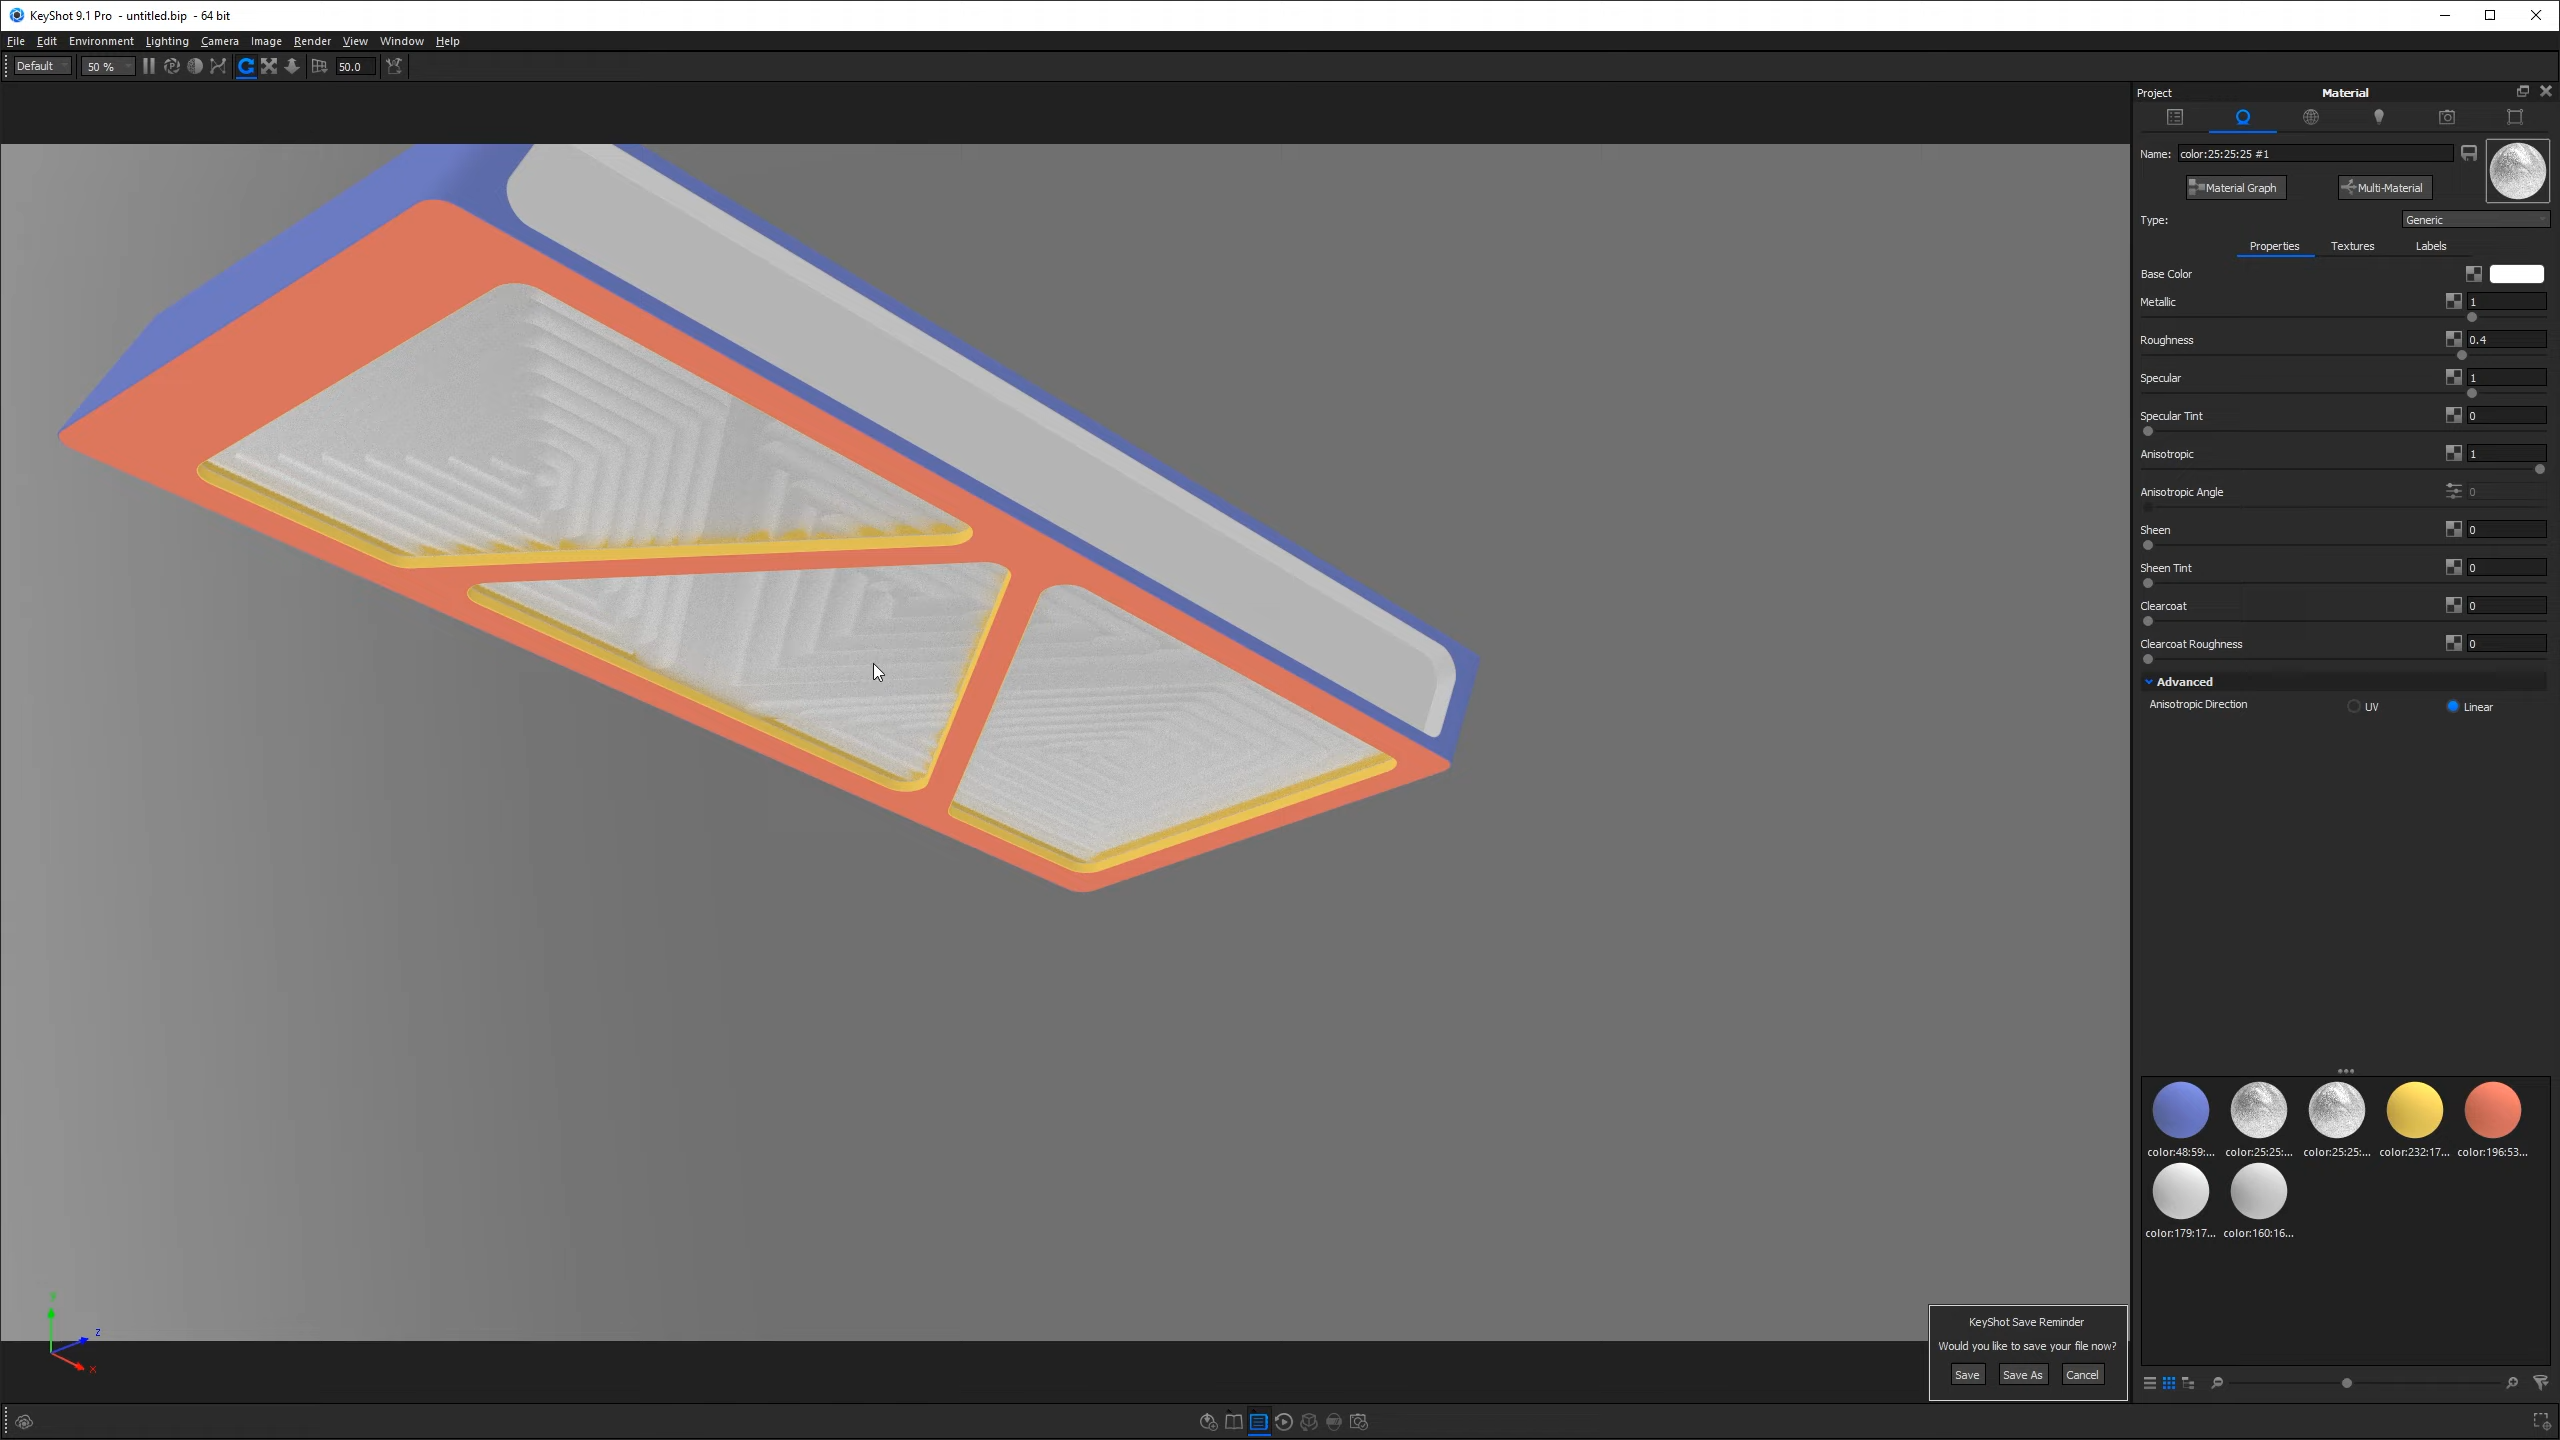 KeyShot 9.1 Pro - untitled.bip - 64 bit
File Edit Environment Lighting Camera Image Render View Window Help
Default 50 % 50.0
Project Material
Name: color:25:25:25 #1
Material Graph Multi-Material
Type: Generic
Properties Textures Labels
Base Color
Metallic 1
Roughness 0.4
Specular 1
Specular Tint 0
Anisotropic 1
Anisotropic Angle 0
Sheen 0
Sheen Tint 0
Clearcoat 0
Clearcoat Roughness 0
Advanced
Anisotropic Direction UV Linear
color:48:59:... color:25:25:... color:25:25:... color:232:17... color:196:53...
color:179:17... color:160:16...
y
z
x
KeyShot Save Reminder
Would you like to save your file now?
Save Save As Cancel